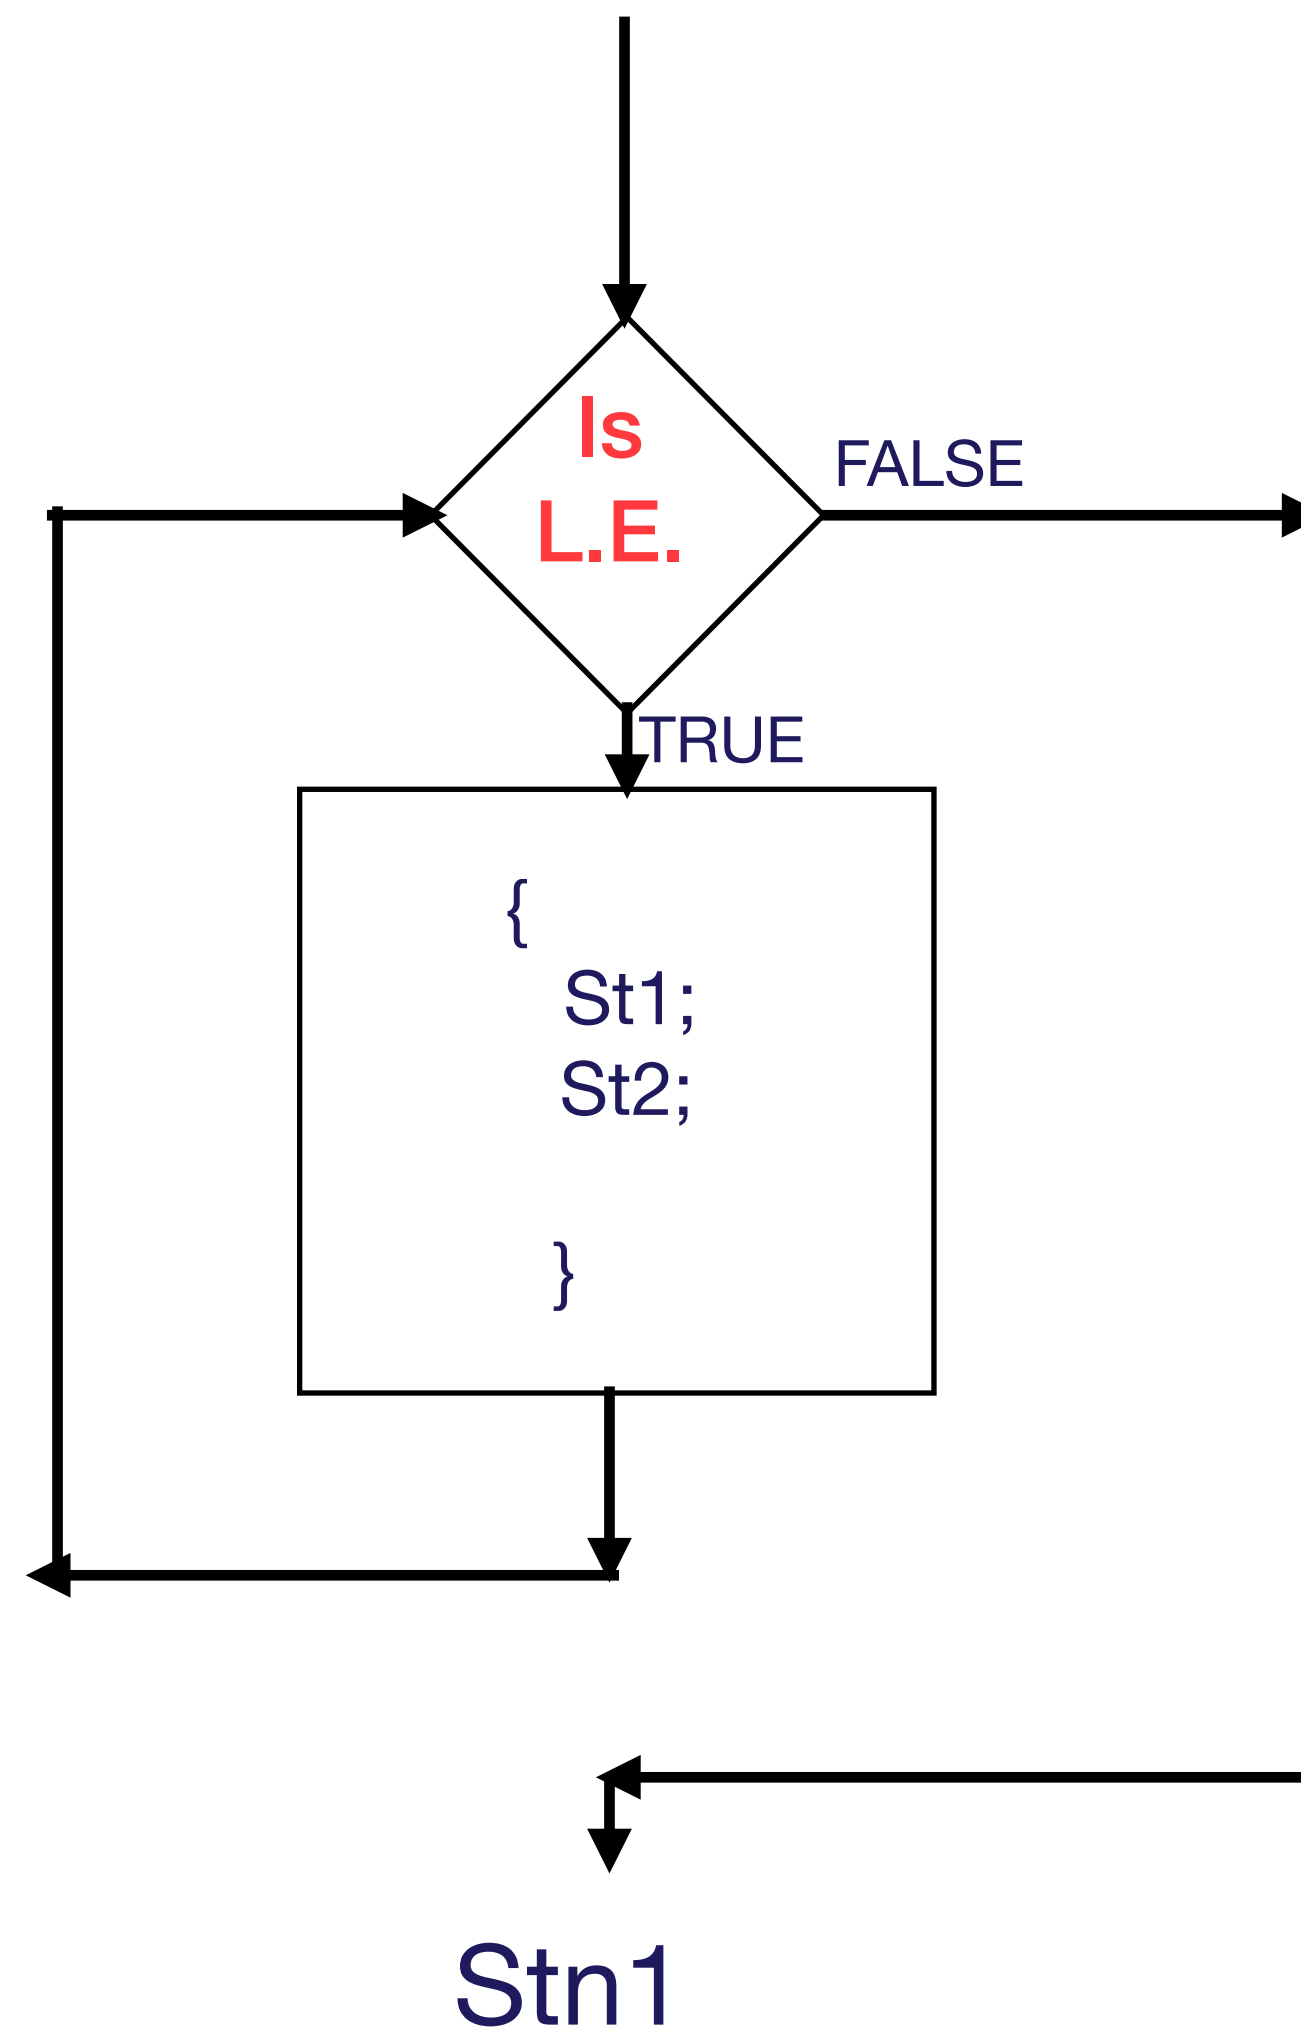 Is
L.E.
FALSE
TRUE
{
St1;
St2;
}
Stn1